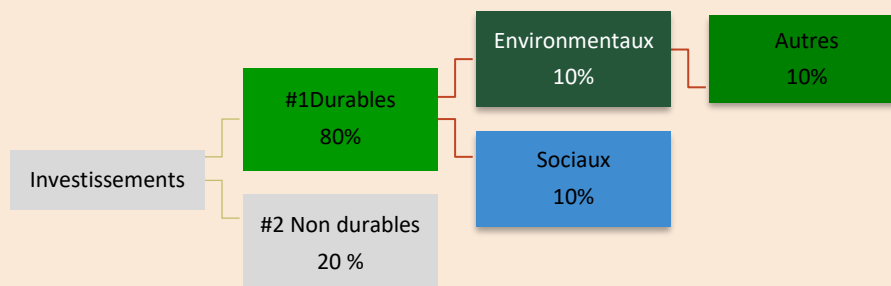 Investissements
#1Durables
80%
#2 Non durables
20 %
Environmentaux
10%
Sociaux
10%
Autres
10%